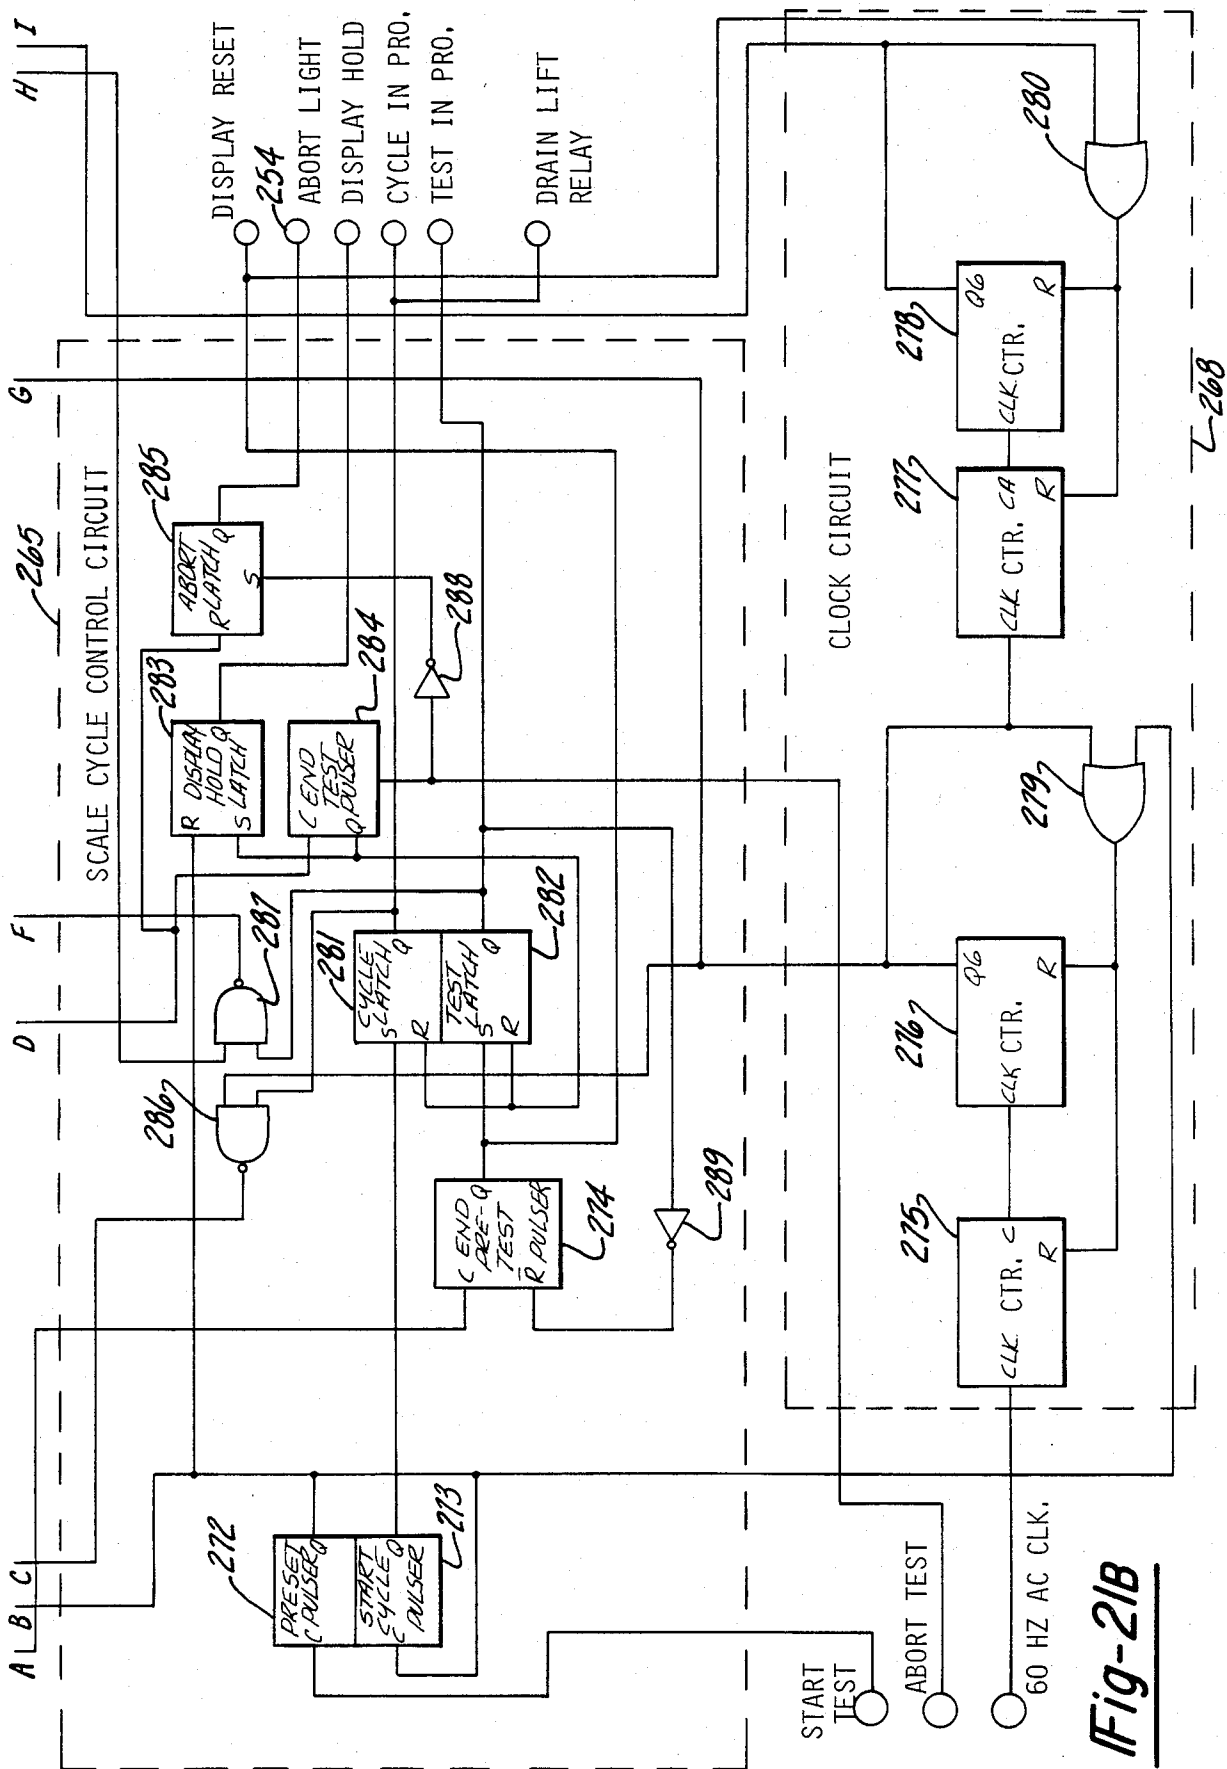 A
B
C
D
F
G
H
I
265
SCALE CYCLE CONTROL CIRCUIT
272
PRESET
C PULSER Q
START
CYCLE Q
C PULSER
273
286
287
283
R DISPLAY
HOLD Q
S LATCH
285
ABORT
R LATCH Q
S
C END
TEST
Q PULSER
284
288
281
CYCLE
S LATCH Q
R
TEST
LATCH
S Q
R
282
C END
PRE- Q
TEST
R PULSER
274
289
DISPLAY RESET
254
ABORT LIGHT
DISPLAY HOLD
CYCLE IN PRO.
TEST IN PRO.
DRAIN LIFT
RELAY
START
TEST
ABORT TEST
60 HZ AC CLK.
CLOCK CIRCUIT
275
CLK CTR. C
R
276
CLK CTR.
Q6
R
279
277
CLK CTR. CA
R
278
CLK CTR.
Q6
R
280
268
Fig-21B